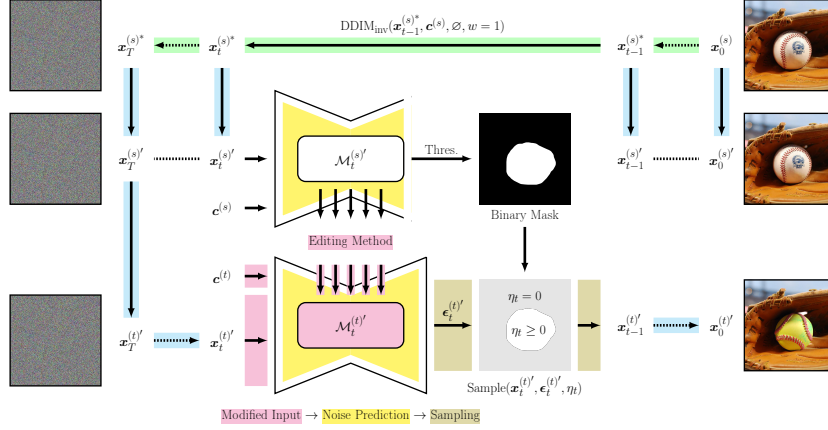 DDIM_inv(x_{t-1}^{(s)*}, c^{(s)}, ∅, w = 1)
x_T^{(s)*} x_t^{(s)*} x_{t-1}^{(s)*} x_0^{(s)}
x_T^{(s)′} x_t^{(s)′} M_t^{(s)′} Thres. x_{t-1}^{(s)′} x_0^{(s)′}
c^{(s)}
Binary Mask
Editing Method
c^{(t)}
η_t = 0
x_T^{(t)′} x_t^{(t)′} M_t^{(t)′} ϵ_t^{(t)′} η_t ≥ 0 x_{t-1}^{(t)′} x_0^{(t)′}
Sample(x_t^{(t)′}, ϵ_t^{(t)′}, η_t)
Modified Input → Noise Prediction → Sampling